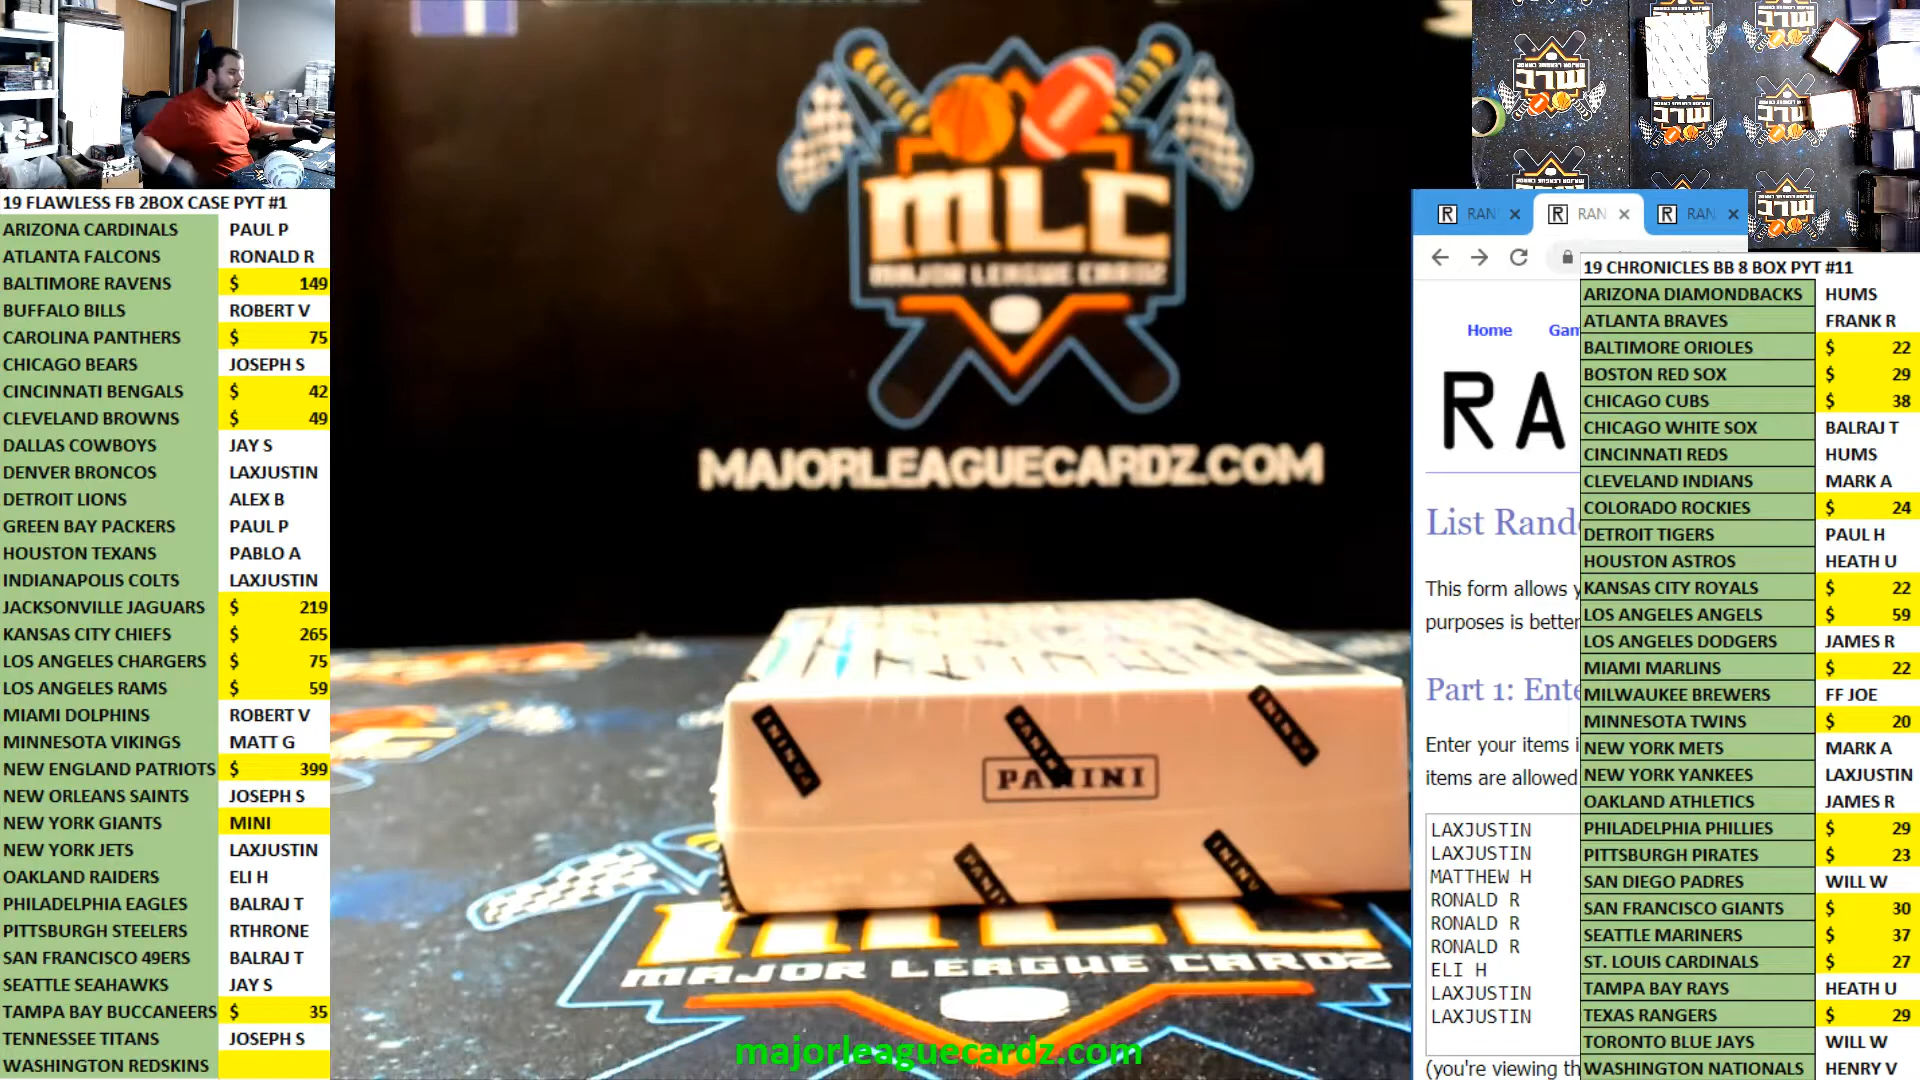 19 FLAWLESS FB 2BOX CASE PYT #1
ARIZONA CARDINALS PAUL P
ATLANTA FALCONS RONALD R
BALTIMORE RAVENS $ 149
BUFFALO BILLS ROBERT V
CAROLINA PANTHERS $ 75
CHICAGO BEARS JOSEPH S
CINCINNATI BENGALS $ 42
CLEVELAND BROWNS $ 49
DALLAS COWBOYS JAY S
DENVER BRONCOS LAXJUSTIN
DETROIT LIONS ALEX B
GREEN BAY PACKERS PAUL P
HOUSTON TEXANS PABLO A
INDIANAPOLIS COLTS LAXJUSTIN
JACKSONVILLE JAGUARS $ 219
KANSAS CITY CHIEFS $ 265
LOS ANGELES CHARGERS $ 75
LOS ANGELES RAMS $ 59
MIAMI DOLPHINS ROBERT V
MINNESOTA VIKINGS MATT G
NEW ENGLAND PATRIOTS $ 399
NEW ORLEANS SAINTS JOSEPH S
NEW YORK GIANTS MINI
NEW YORK JETS LAXJUSTIN
OAKLAND RAIDERS ELI H
PHILADELPHIA EAGLES BALRAJ T
PITTSBURGH STEELERS RTHRONE
SAN FRANCISCO 49ERS BALRAJ T
SEATTLE SEAHAWKS JAY S
TAMPA BAY BUCCANEERS $ 35
TENNESSEE TITANS JOSEPH S
WASHINGTON REDSKINS
MLC
MAJOR LEAGUE CARDZ
MAJORLEAGUECARDZ.COM
PANINI
PANINI
PANINI
PANINI
MLC
MAJOR LEAGUE CARDZ
majorleaguecardz.com
RAN
RAN
RAN
Home Gam
RA
List Rand
This form allows y
purposes is better
Part 1: Ente
Enter your items i
items are allowed
LAXJUSTIN
LAXJUSTIN
MATTHEW H
RONALD R
RONALD R
RONALD R
ELI H
LAXJUSTIN
LAXJUSTIN
(you're viewing th
MLC
MLC
MLC
19 CHRONICLES BB 8 BOX PYT #11
ARIZONA DIAMONDBACKS HUMS
ATLANTA BRAVES FRANK R
BALTIMORE ORIOLES $ 22
BOSTON RED SOX $ 29
CHICAGO CUBS $ 38
CHICAGO WHITE SOX BALRAJ T
CINCINNATI REDS HUMS
CLEVELAND INDIANS MARK A
COLORADO ROCKIES $ 24
DETROIT TIGERS PAUL H
HOUSTON ASTROS HEATH U
KANSAS CITY ROYALS $ 22
LOS ANGELES ANGELS $ 59
LOS ANGELES DODGERS JAMES R
MIAMI MARLINS $ 22
MILWAUKEE BREWERS FF JOE
MINNESOTA TWINS $ 20
NEW YORK METS MARK A
NEW YORK YANKEES LAXJUSTIN
OAKLAND ATHLETICS JAMES R
PHILADELPHIA PHILLIES $ 29
PITTSBURGH PIRATES $ 23
SAN DIEGO PADRES WILL W
SAN FRANCISCO GIANTS $ 30
SEATTLE MARINERS $ 37
ST. LOUIS CARDINALS $ 27
TAMPA BAY RAYS HEATH U
TEXAS RANGERS $ 29
TORONTO BLUE JAYS WILL W
WASHINGTON NATIONALS HENRY V